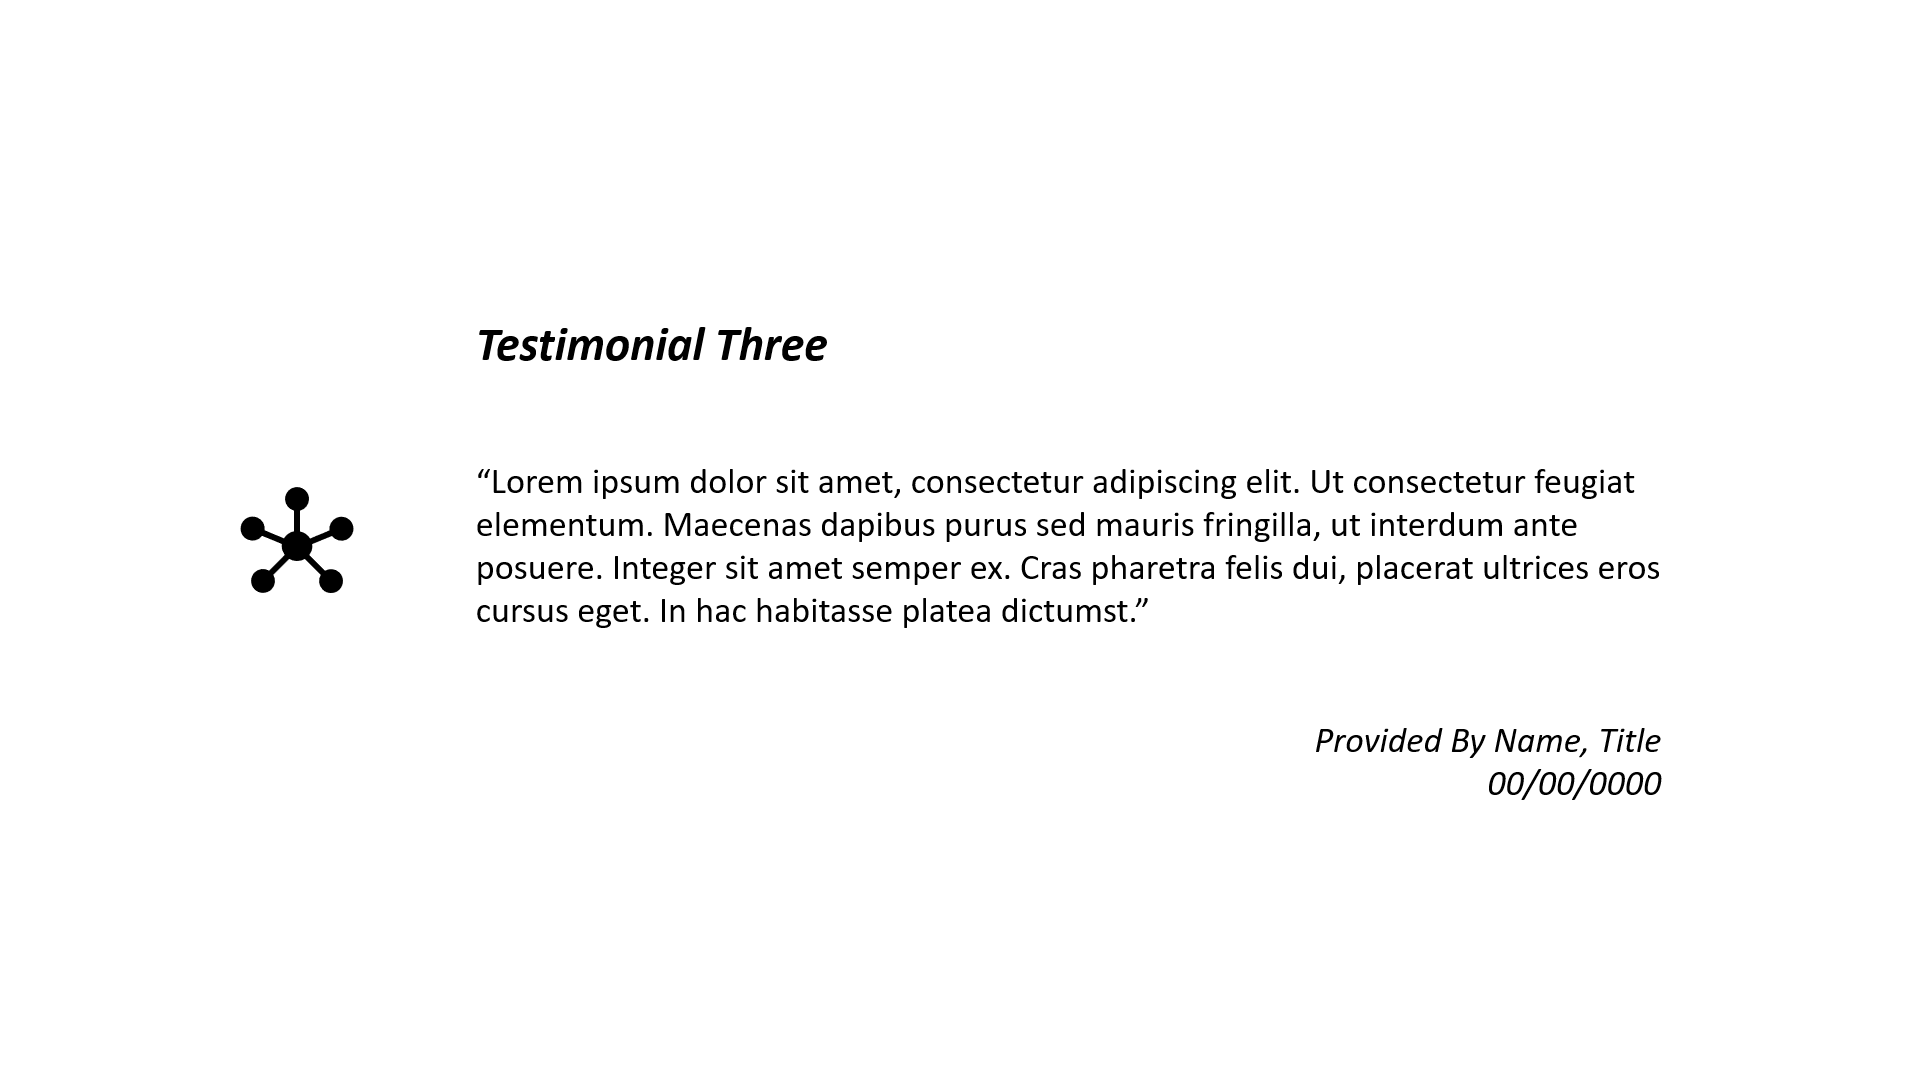 Testimonial Three
“Lorem ipsum dolor sit amet, consectetur adipiscing elit. Ut consectetur feugiat
elementum. Maecenas dapibus purus sed mauris fringilla, ut interdum ante
posuere. Integer sit amet semper ex. Cras pharetra felis dui, placerat ultrices eros
cursus eget. In hac habitasse platea dictumst.”
Provided By Name, Title
00/00/0000